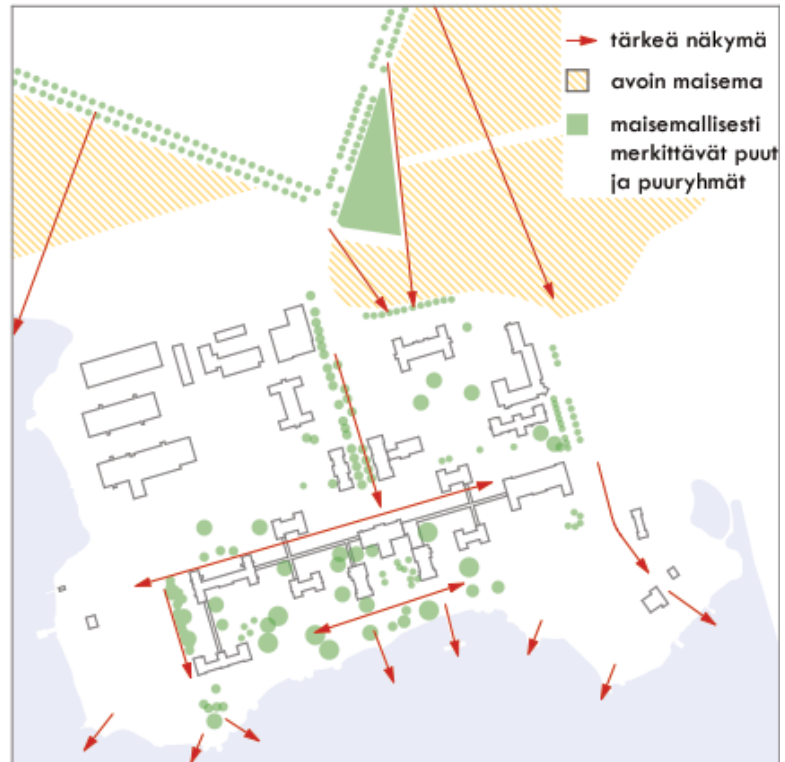 tärkeä näkymä
avoin maisema
maisemallisesti
merkittävät puut
ja puuryhmät